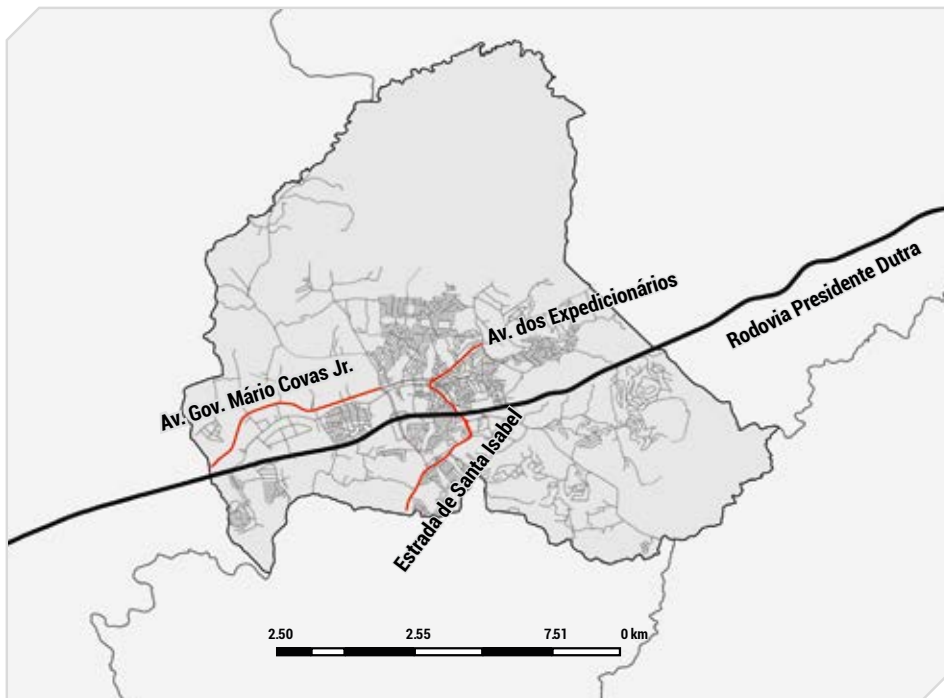 Rodovia Presidente Dutra
Av. dos Expedicionários
Av. Gov. Mário Covas Jr.
Estrada de Santa Isabel
2.50 2.55 7.51 0 km